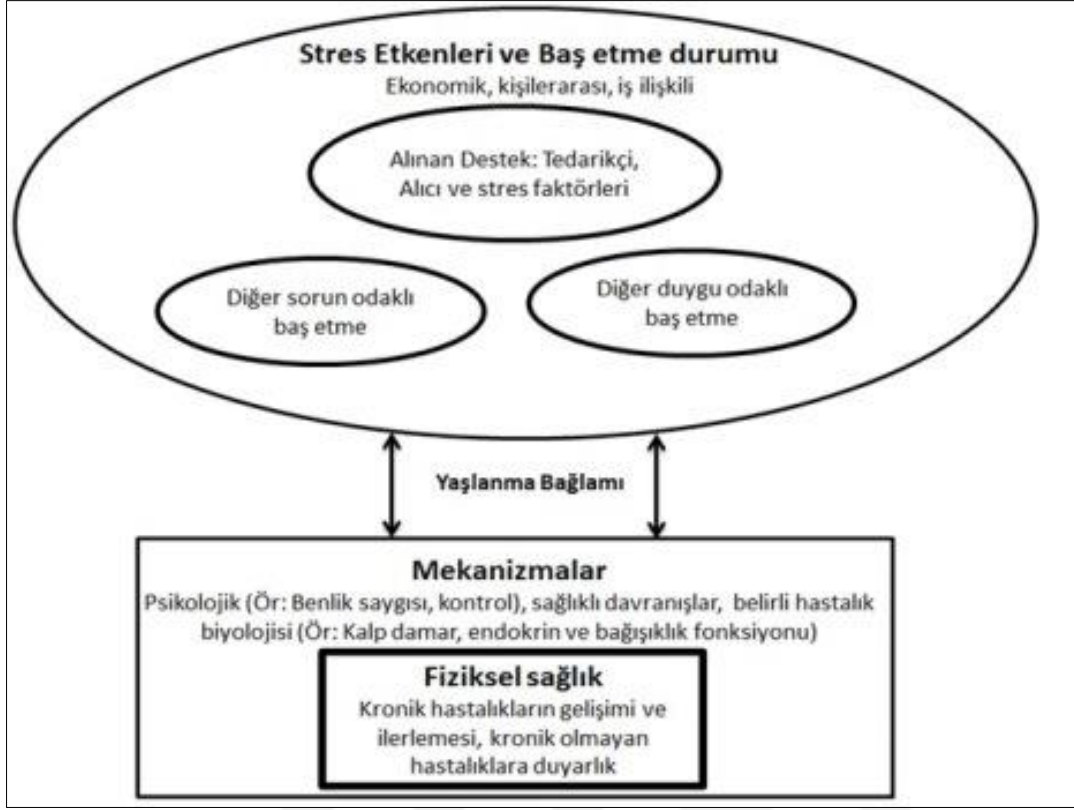 Stres Etkenleri ve Baş etme durumu
Ekonomik, kişilerarası, iş ilişkili
Alınan Destek: Tedarikçi,
Alıcı ve stres faktörleri
Diğer sorun odaklı
baş etme
Diğer duygu odaklı
baş etme
Yaşlanma Bağlamı
Mekanizmalar
Psikolojik (Ör: Benlik saygısı, kontrol), sağlıklı davranışlar, belirli hastalık
biyolojisi (Ör: Kalp damar, endokrin ve bağışıklık fonksiyonu)
Fiziksel sağlık
Kronik hastalıkların gelişimi ve
ilerlemesi, kronik olmayan
hastalıklara duyarlık